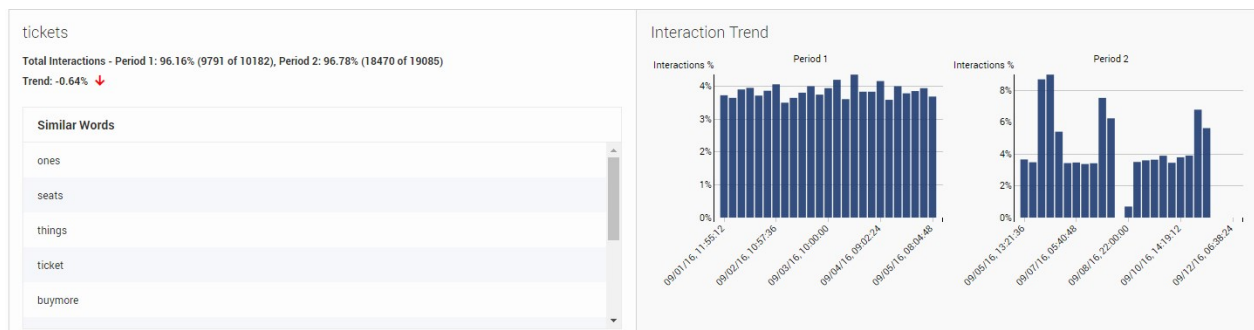 tickets
Total Interactions - Period 1: 96.16% (9791 of 10182), Period 2: 96.78% (18470 of 19085)
Trend: -0.64%
Similar Words
ones
seats
things
ticket
buymore
Interaction Trend
Period 1
Interactions %
4%
3%
2%
1%
0%
09/01/16, 11:55:12
09/02/16, 10:57:36
09/03/16, 10:00:00
09/04/16, 09:02:24
09/05/16, 08:04:48
Period 2
Interactions %
8%
6%
4%
2%
0%
09/05/16, 13:21:36
09/07/16, 05:40:48
09/08/16, 22:00:00
09/10/16, 14:19:12
09/12/16, 06:38:24